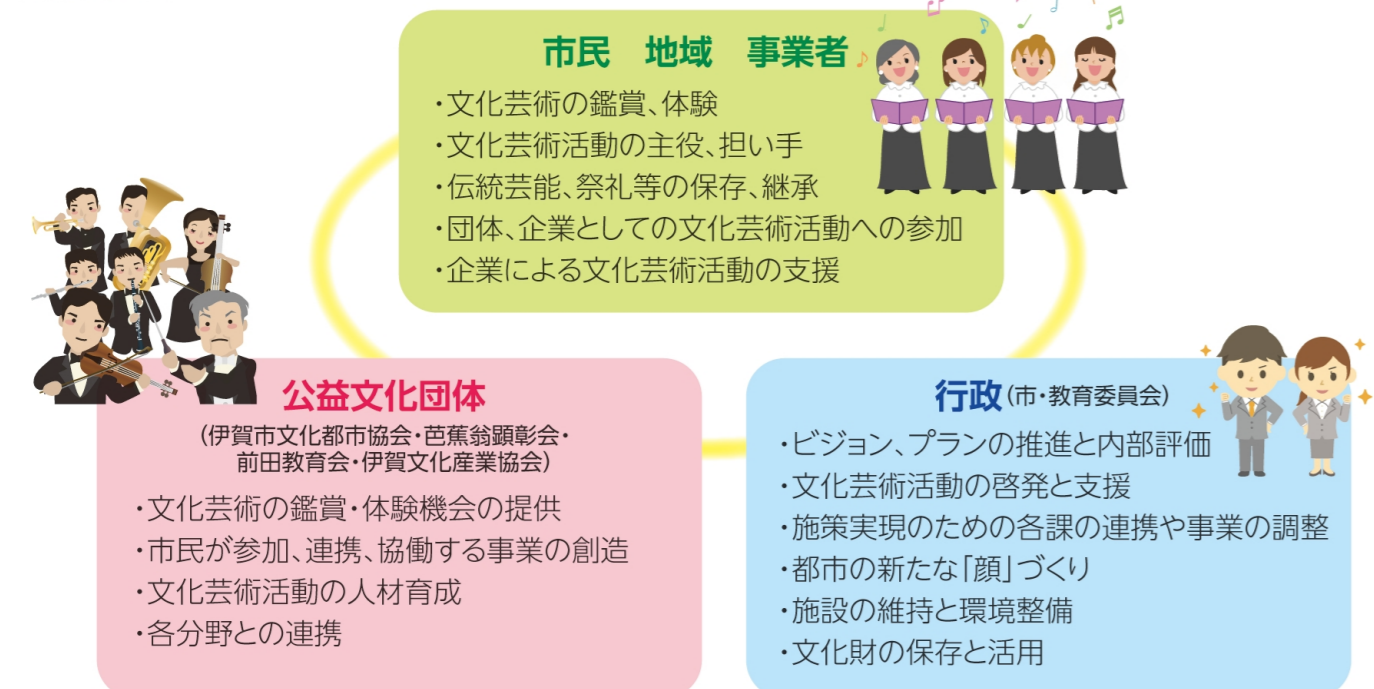 市民　地域　事業者
・文化芸術の鑑賞、体験
・文化芸術活動の主役、担い手
・伝統芸能、祭礼等の保存、継承
・団体、企業としての文化芸術活動への参加
・企業による文化芸術活動の支援
公益文化団体
(伊賀市文化都市協会・芭蕉翁顕彰会・
前田教育会・伊賀文化産業協会)
・文化芸術の鑑賞・体験機会の提供
・市民が参加、連携、協働する事業の創造
・文化芸術活動の人材育成
・各分野との連携
行政(市・教育委員会)
・ビジョン、プランの推進と内部評価
・文化芸術活動の啓発と支援
・施策実現のための各課の連携や事業の調整
・都市の新たな「顔」づくり
・施設の維持と環境整備
・文化財の保存と活用